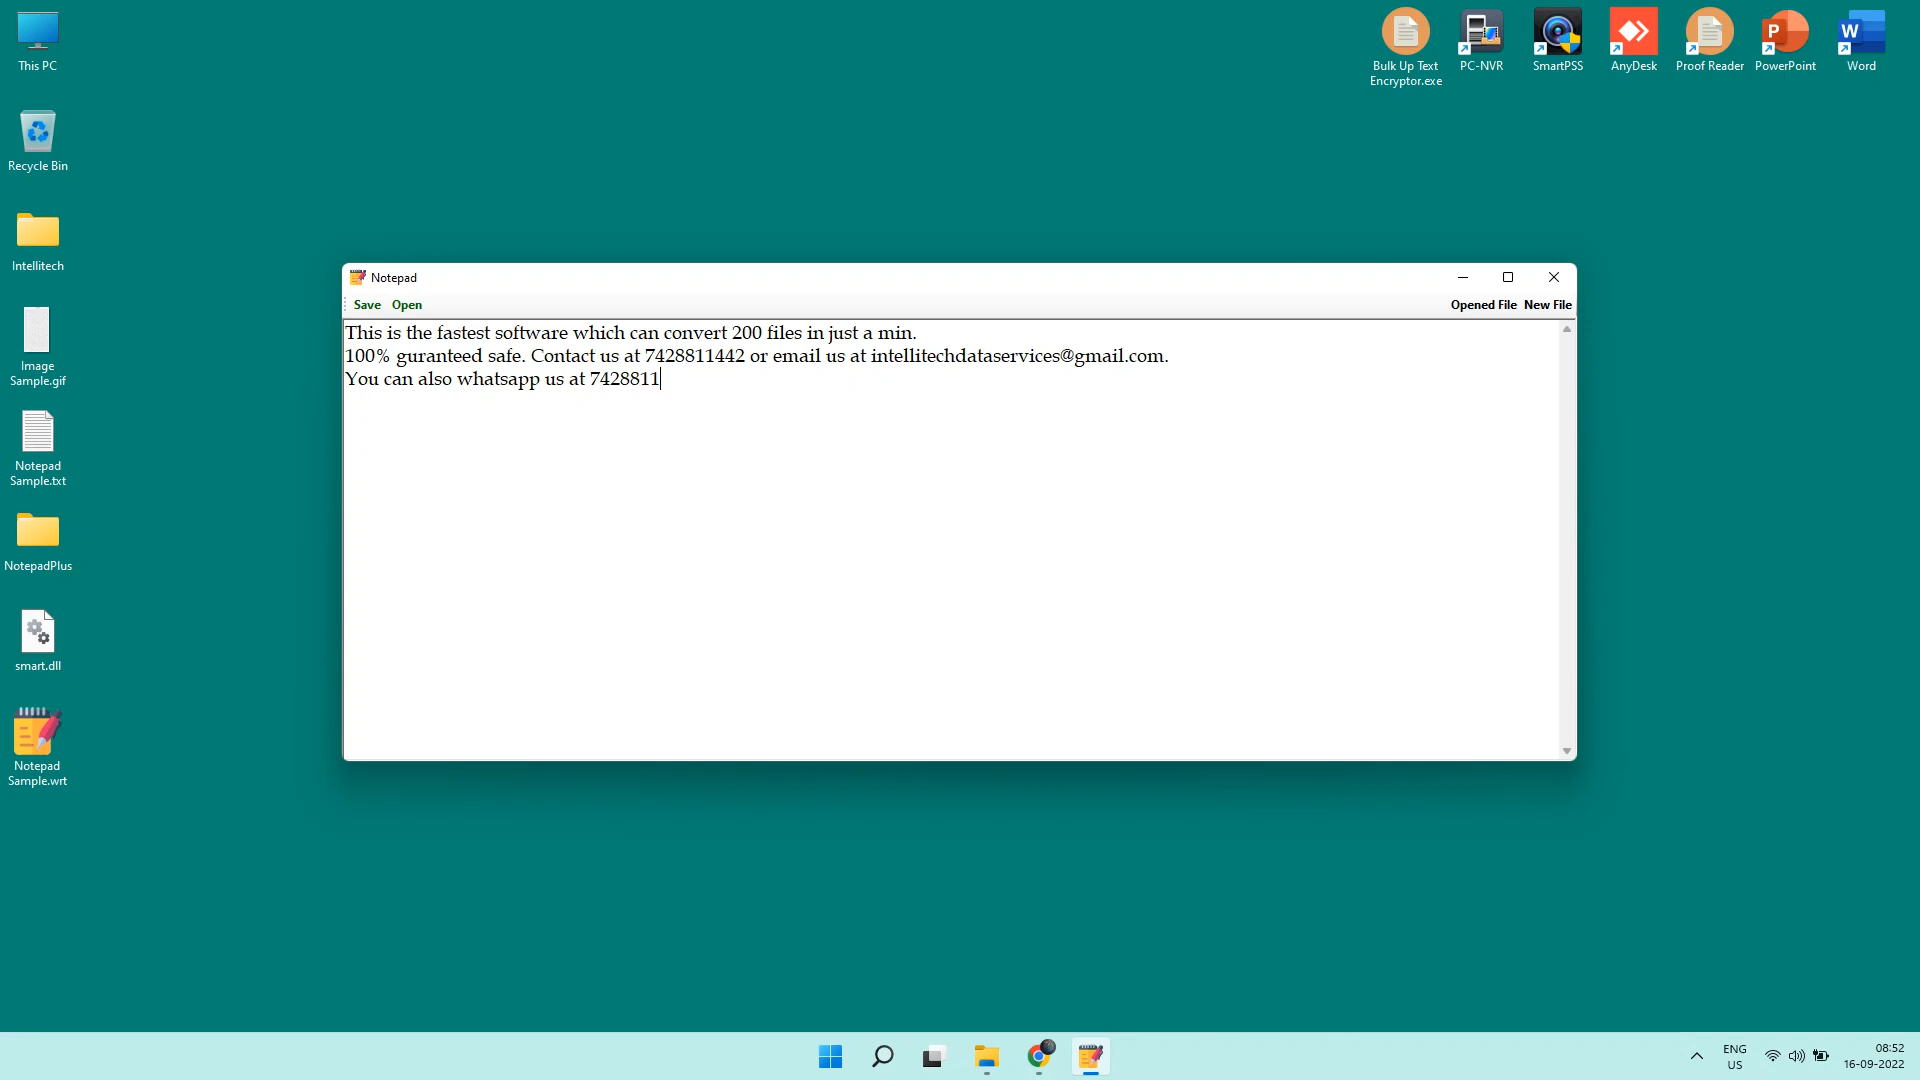 This PC
Recycle Bin
Intellitech
Image
Sample.gif
Notepad
Sample.txt
NotepadPlus
smart.dll
Notepad
Sample.wrt
Bulk Up Text
Encryptor.exe
PC-NVR
SmartPSS
AnyDesk
Proof Reader
PowerPoint
Word
Notepad
Save Open
Opened File New File
This is the fastest software which can convert 200 files in just a min.
100% guranteed safe. Contact us at 7428811442 or email us at intellitechdataservices@gmail.com.
You can also whatsapp us at 7428811
ENG
US
08:52
16-09-2022